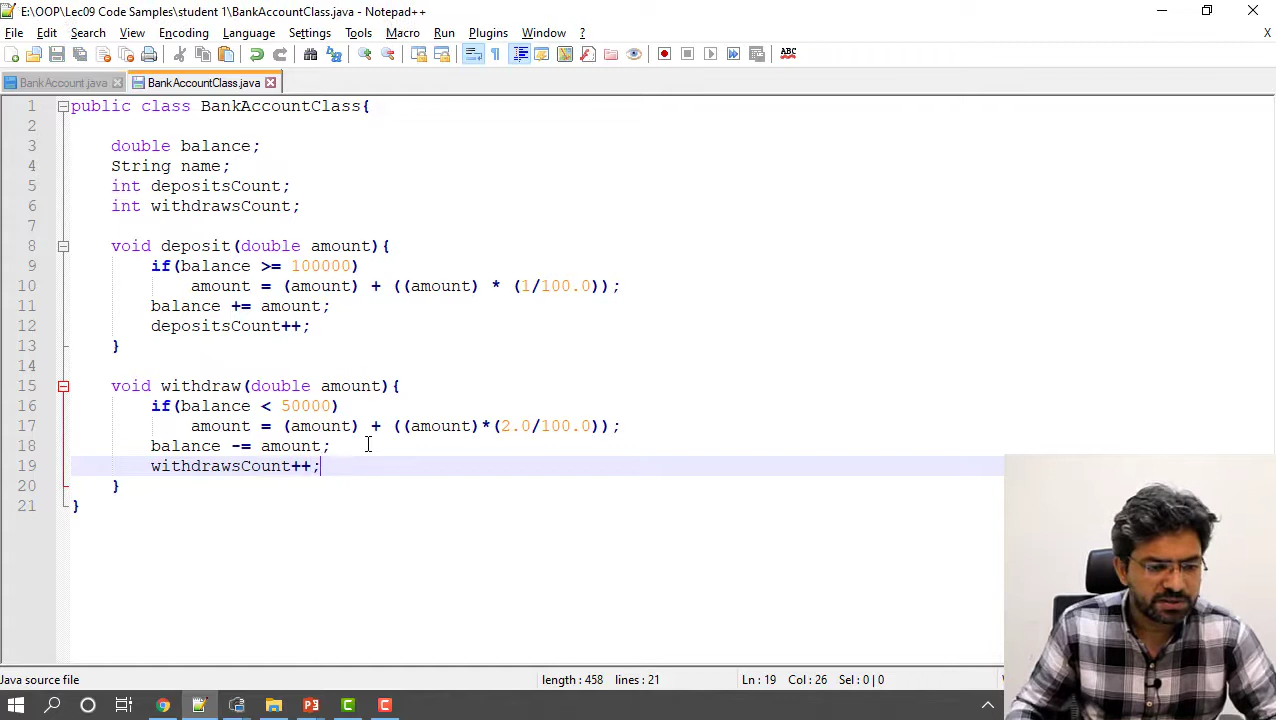 E:\OOP\Lec09 Code Samples\student 1\BankAccountClass.java - Notepad++
File Edit Search View Encoding Language Settings Tools Macro Run Plugins Window ? X
ABC
BankAccount.java BankAccountClass.java
1 public class BankAccountClass{
2
3 double balance;
4 String name;
5 int depositsCount;
6 int withdrawsCount;
7
8 void deposit(double amount){
9 if(balance >= 100000)
10 amount = (amount) + ((amount) * (1/100.0));
11 balance += amount;
12 depositsCount++;
13 }
14
15 void withdraw(double amount){
16 if(balance < 50000)
17 amount = (amount) + ((amount)*(2.0/100.0));
18 balance -= amount;
19 withdrawsCount++;
20 }
21 }
Java source file length : 458 lines : 21 Ln : 19 Col : 26 Sel : 0 | 0